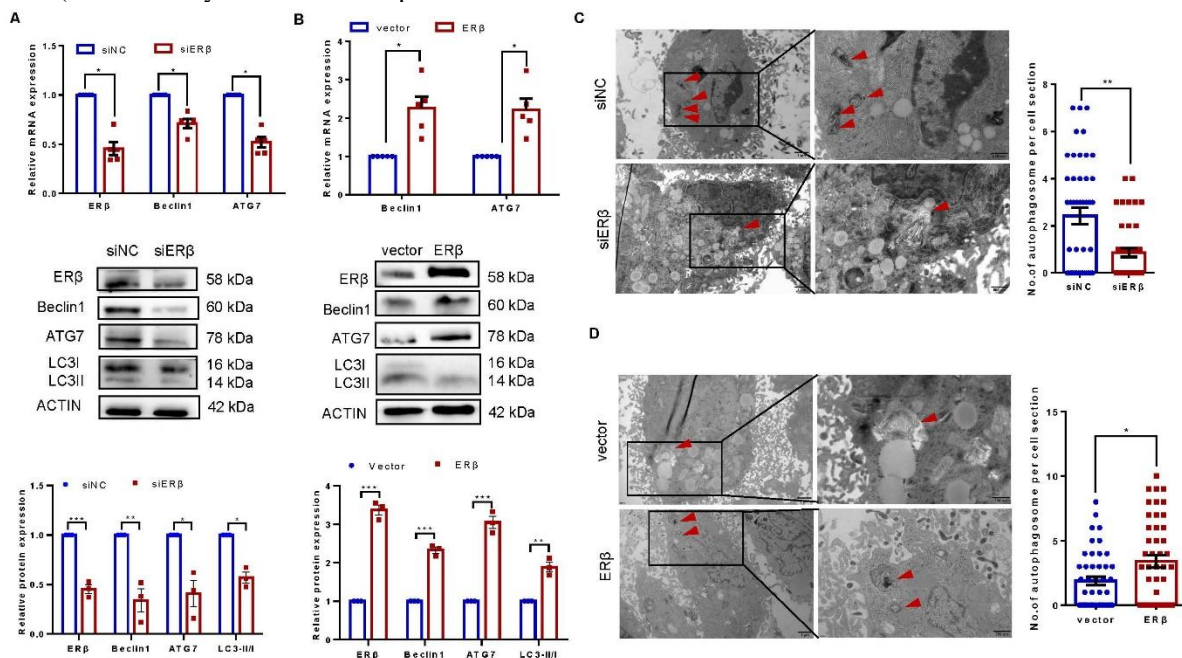 A
siNC siERβ
Relative mRNA expression
1.5
1.0
0.5
0.0
* * *
ERβ Beclin1 ATG7
siNC siERβ
ERβ 58 kDa
Beclin1 60 kDa
ATG7 78 kDa
LC3I 16 kDa
LC3II 14 kDa
ACTIN 42 kDa
siNC siERβ
Relative protein expression
1.5
1.0
0.5
0.0
*** ** * *
ERβ Beclin1 ATG7 LC3-II/I
B
vector ERβ
Relative mRNA expression
5
4
3
2
1
0
* *
Beclin1 ATG7
vector ERβ
ERβ 58 kDa
Beclin1 60 kDa
ATG7 78 kDa
LC3I 16 kDa
LC3II 14 kDa
ACTIN 42 kDa
Vector ERβ
Relative protein expression
5
4
3
2
1
0
*** *** *** **
ERβ Beclin1 ATG7 LC3-II/I
C
siNC
siERβ
No.of autophagosome per cell section
8
6
4
2
0
**
siNC siERβ
D
vector
ERβ
No.of autophagosome per cell section
15
10
5
0
*
vector ERβ